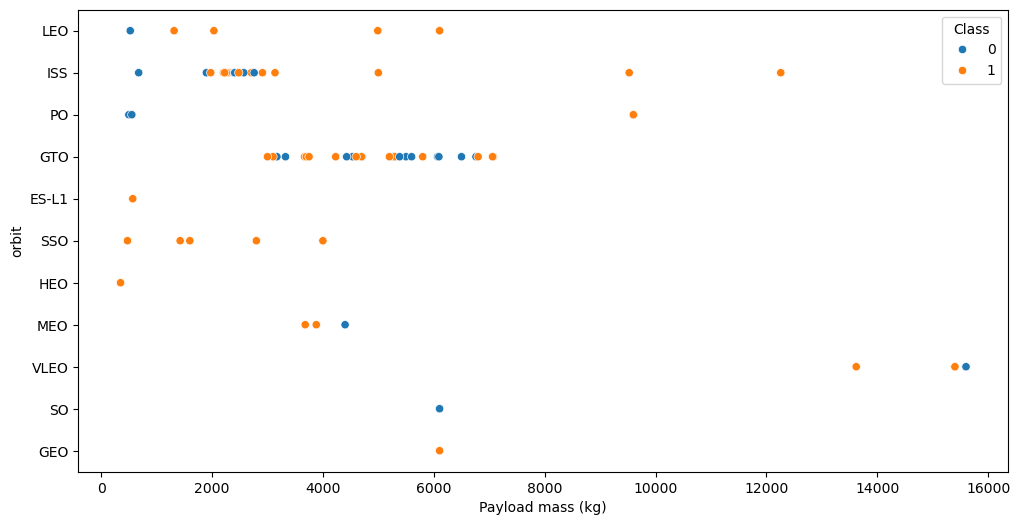 Class
0
1
LEO
ISS
PO
GTO
ES-L1
SSO
HEO
MEO
VLEO
SO
GEO
orbit
0 2000 4000 6000 8000 10000 12000 14000 16000
Payload mass (kg)